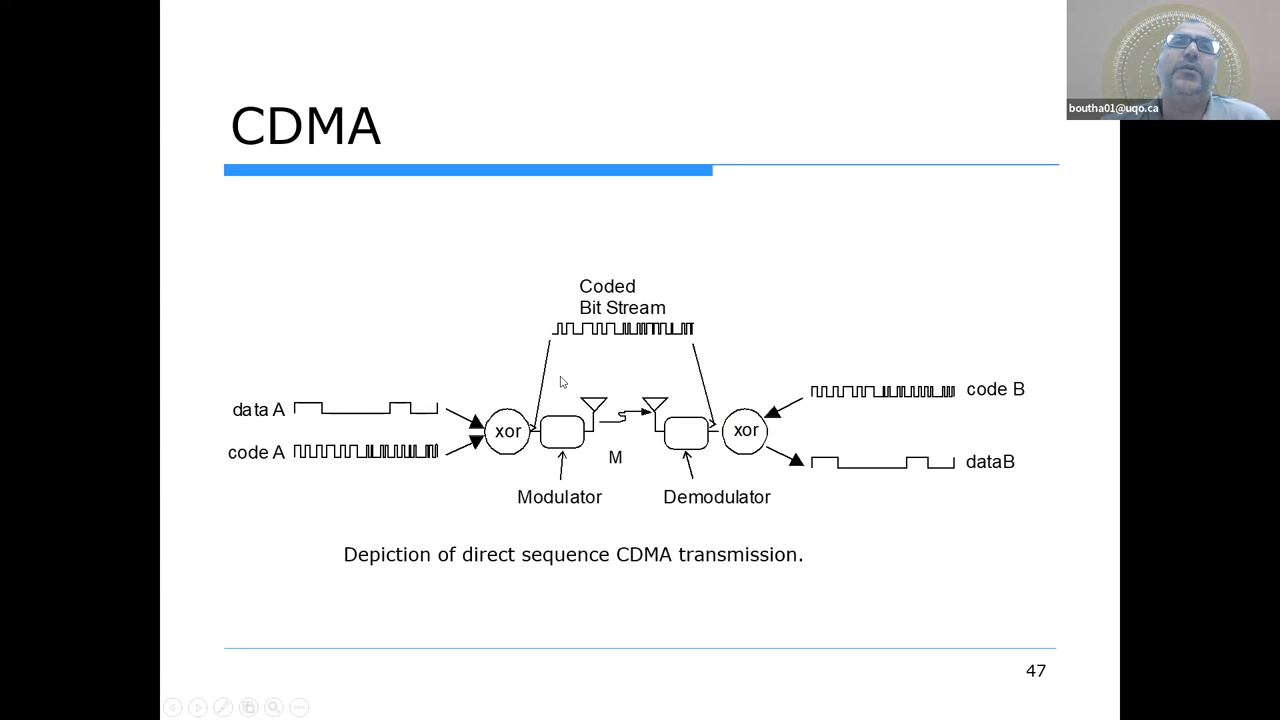 boutha01@uqo.ca
CDMA
Coded
Bit Stream
data A
code A
xor
M
xor
code B
dataB
Modulator
Demodulator
Depiction of direct sequence CDMA transmission.
47